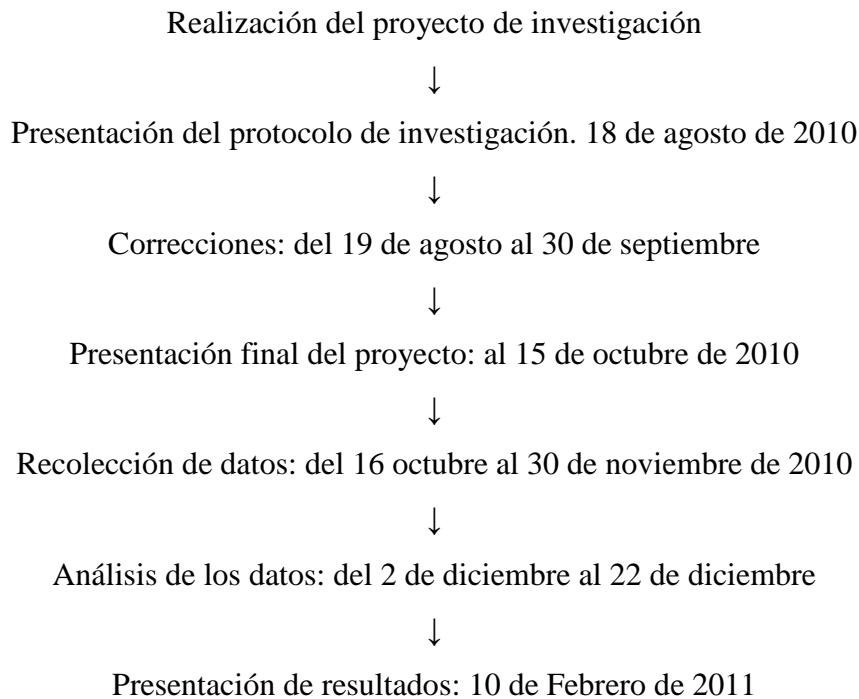 Realización del proyecto de investigación
↓
Presentación del protocolo de investigación. 18 de agosto de 2010
↓
Correcciones: del 19 de agosto al 30 de septiembre
↓
Presentación final del proyecto: al 15 de octubre de 2010
↓
Recolección de datos: del 16 octubre al 30 de noviembre de 2010
↓
Análisis de los datos: del 2 de diciembre al 22 de diciembre
↓
Presentación de resultados: 10 de Febrero de 2011